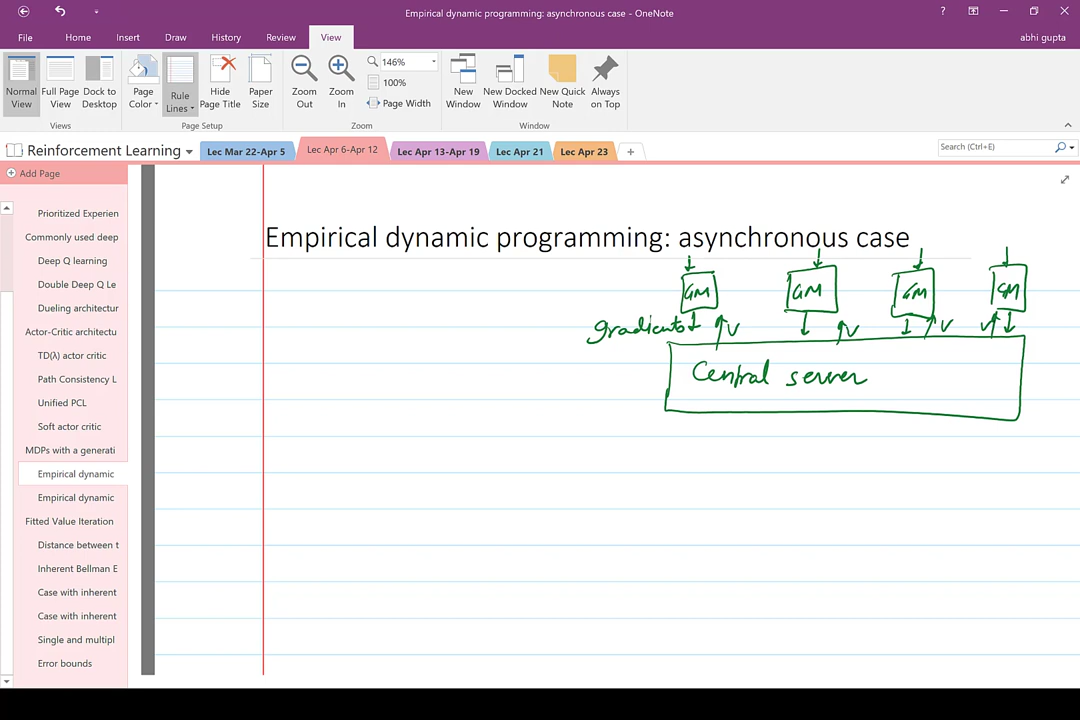 Empirical dynamic programming: asynchronous case - OneNote
?
File
Home
Insert
Draw
History
Review
View
abhi gupta
Normal View
Full Page View
Dock to Desktop
Page Color
Rule Lines
Hide Page Title
Paper Size
Zoom Out
Zoom In
146%
100%
Page Width
New Window
New Docked Window
New Quick Note
Always on Top
Views
Page Setup
Zoom
Window
Reinforcement Learning
Lec Mar 22-Apr 5
Lec Apr 6-Apr 12
Lec Apr 13-Apr 19
Lec Apr 21
Lec Apr 23
+
Search (Ctrl+E)
Add Page
Prioritized Experien
Commonly used deep
Deep Q learning
Double Deep Q Le
Dueling architectur
Actor-Critic architectu
TD(λ) actor critic
Path Consistency L
Unified PCL
Soft actor critic
MDPs with a generati
Empirical dynamic
Empirical dynamic
Fitted Value Iteration
Distance between t
Inherent Bellman E
Case with inherent
Case with inherent
Single and multipl
Error bounds
Empirical dynamic programming: asynchronous case
GM GM GM GM
gradients V V V V
Central server